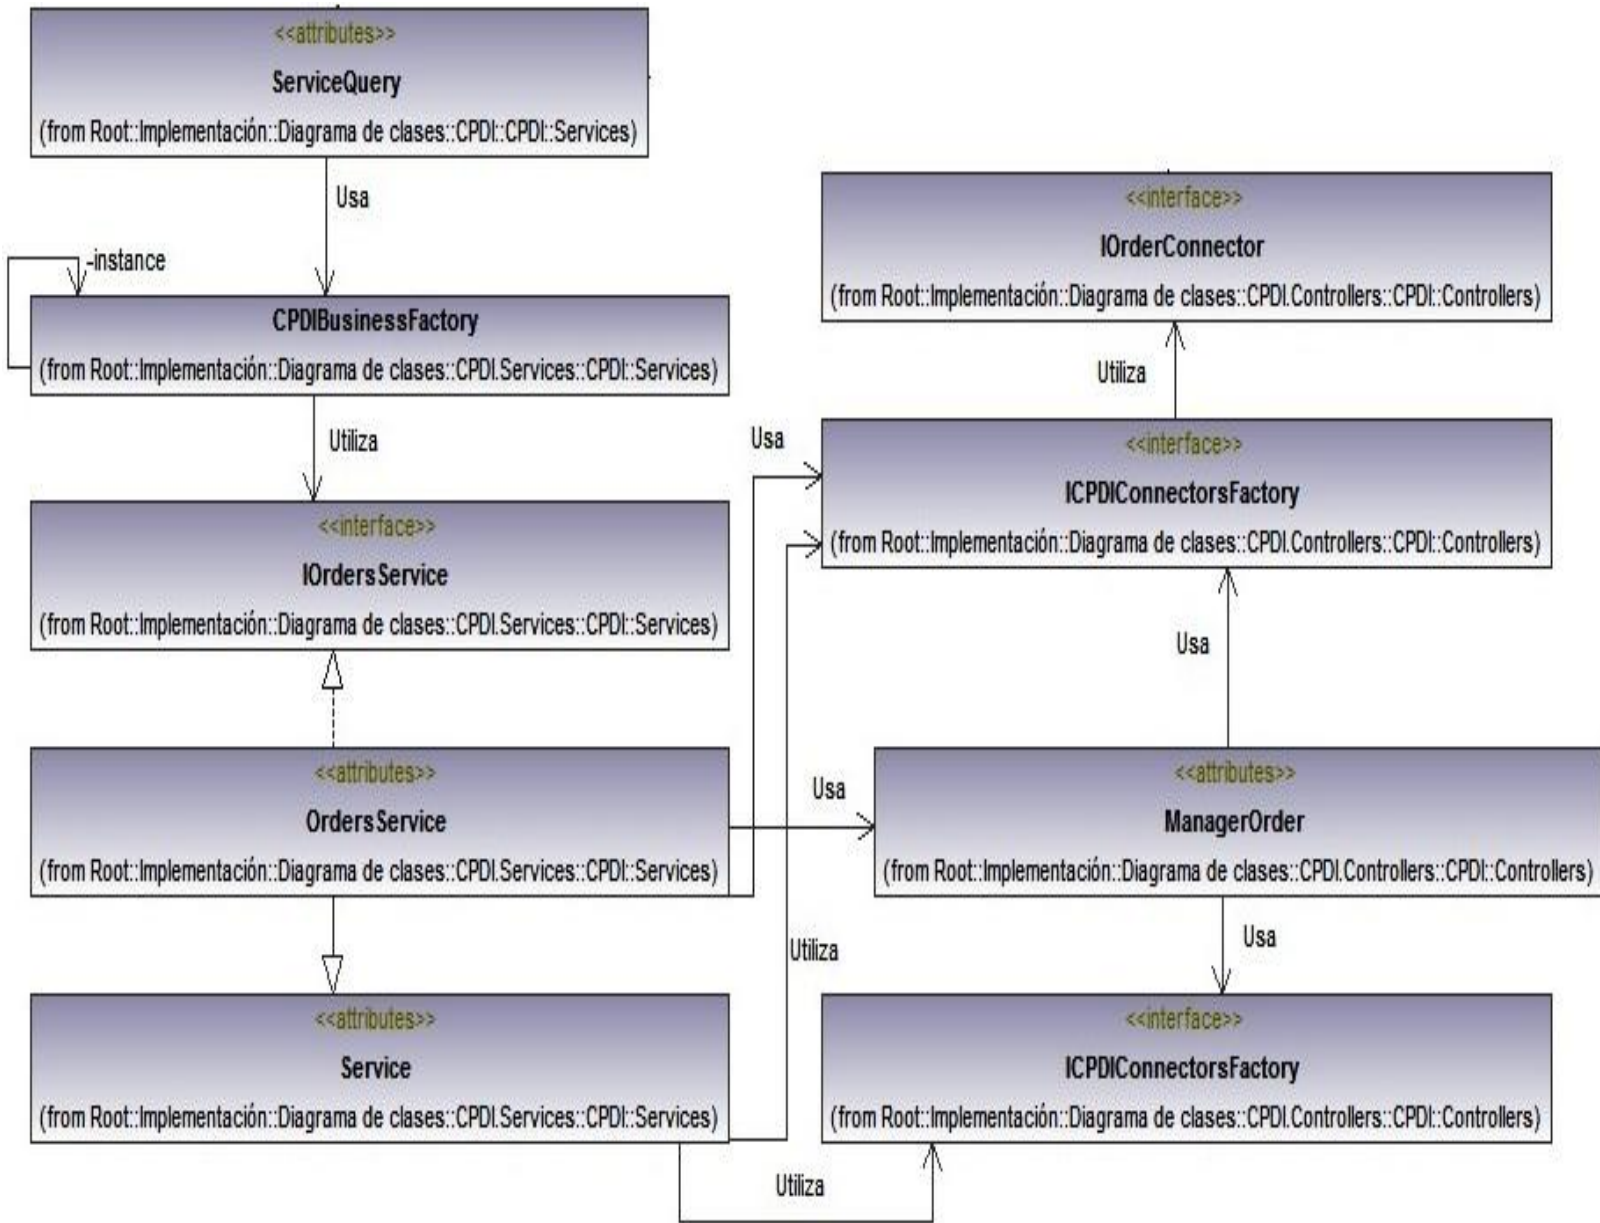 <<attributes>>
ServiceQuery
(from Root::Implementación::Diagrama de clases::CPDI::CPDI::Services)
Usa
-instance
CPDIBusinessFactory
(from Root::Implementación::Diagrama de clases::CPDI.Services::CPDI::Services)
Utiliza
<<interface>>
IOrdersService
(from Root::Implementación::Diagrama de clases::CPDI.Services::CPDI::Services)
<<attributes>>
OrdersService
(from Root::Implementación::Diagrama de clases::CPDI.Services::CPDI::Services)
<<attributes>>
Service
(from Root::Implementación::Diagrama de clases::CPDI.Services::CPDI::Services)
Usa
Usa
Utiliza
Utiliza
<<interface>>
IOrderConnector
(from Root::Implementación::Diagrama de clases::CPDI.Controllers::CPDI::Controllers)
Utiliza
<<interface>>
ICPDIConnectorsFactory
(from Root::Implementación::Diagrama de clases::CPDI.Controllers::CPDI::Controllers)
Usa
<<attributes>>
ManagerOrder
(from Root::Implementación::Diagrama de clases::CPDI.Controllers::CPDI::Controllers)
Usa
<<interface>>
ICPDIConnectorsFactory
(from Root::Implementación::Diagrama de clases::CPDI.Controllers::CPDI::Controllers)